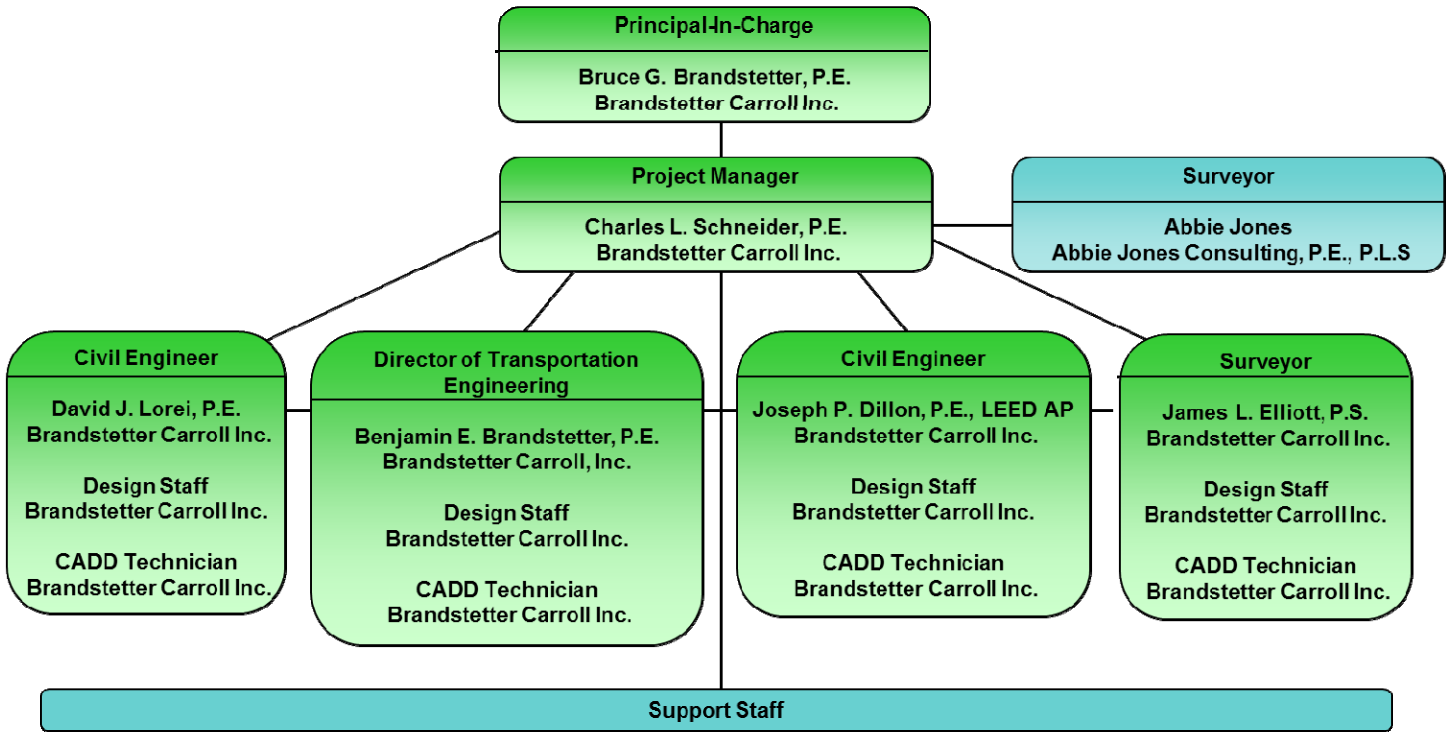 Principal-In-Charge
Bruce G. Brandstetter, P.E.
Brandstetter Carroll Inc.
Project Manager
Charles L. Schneider, P.E.
Brandstetter Carroll Inc.
Surveyor
Abbie Jones
Abbie Jones Consulting, P.E., P.L.S
Civil Engineer
David J. Lorei, P.E.
Brandstetter Carroll Inc.
Design Staff
Brandstetter Carroll Inc.
CADD Technician
Brandstetter Carroll Inc.
Director of Transportation
Engineering
Benjamin E. Brandstetter, P.E.
Brandstetter Carroll, Inc.
Design Staff
Brandstetter Carroll Inc.
CADD Technician
Brandstetter Carroll Inc.
Civil Engineer
Joseph P. Dillon, P.E., LEED AP
Brandstetter Carroll Inc.
Design Staff
Brandstetter Carroll Inc.
CADD Technician
Brandstetter Carroll Inc.
Surveyor
James L. Elliott, P.S.
Brandstetter Carroll Inc.
Design Staff
Brandstetter Carroll Inc.
CADD Technician
Brandstetter Carroll Inc.
Support Staff